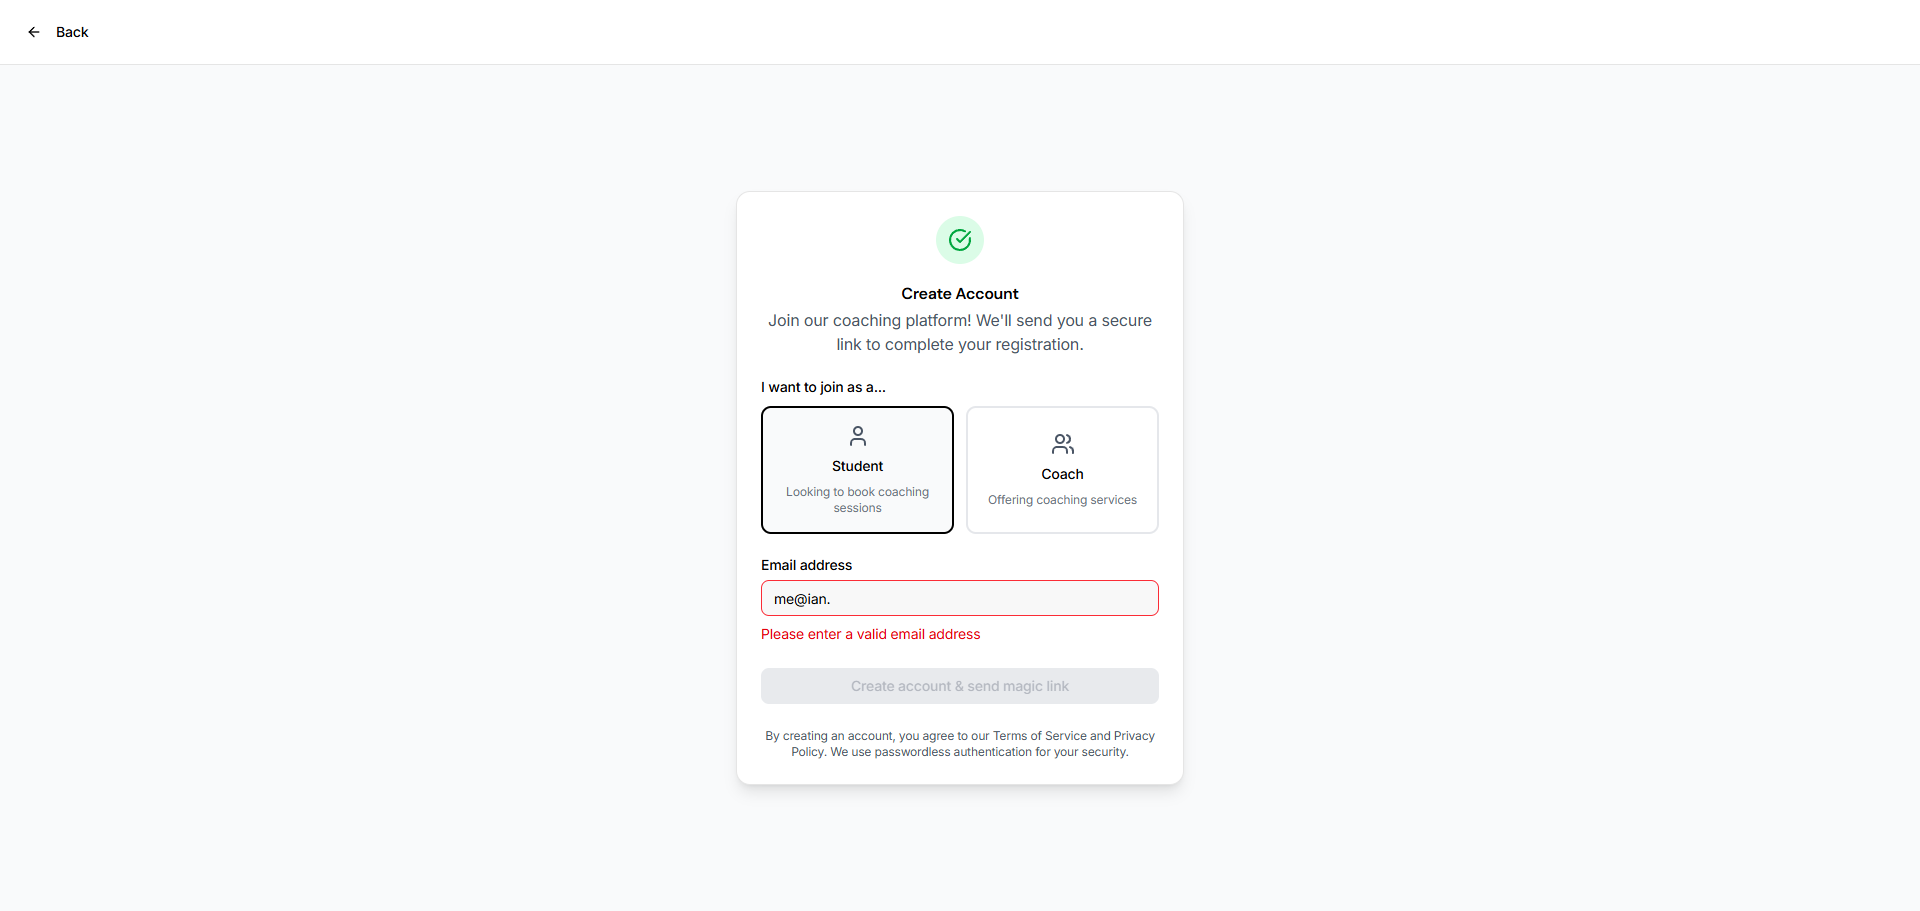 Back
Create Account
Join our coaching platform! We'll send you a secure
link to complete your registration.
I want to join as a...
Student
Looking to book coaching
sessions
Coach
Offering coaching services
Email address
me@ian.
Please enter a valid email address
Create account & send magic link
By creating an account, you agree to our Terms of Service and Privacy
Policy. We use passwordless authentication for your security.